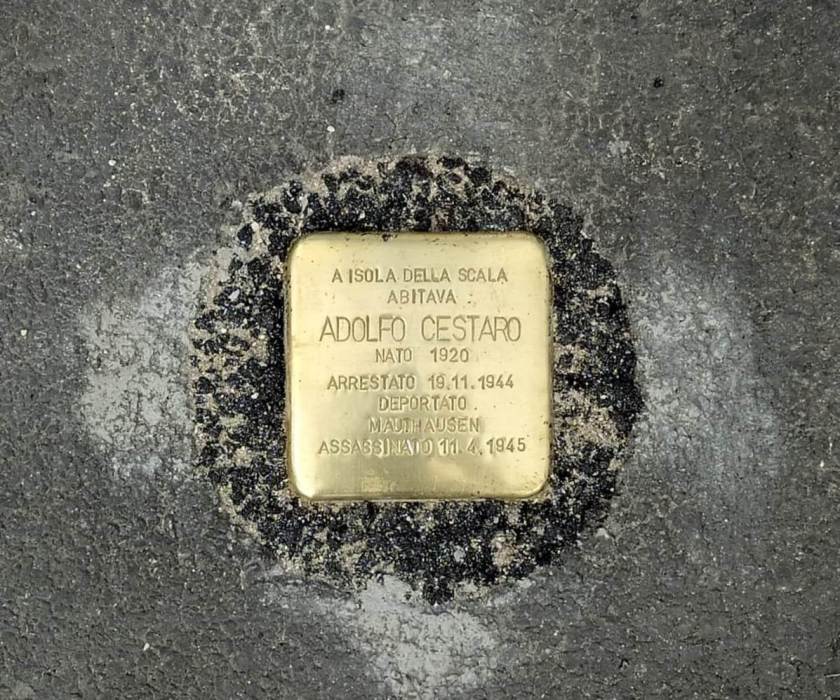 A ISOLA DELLA SCALA
ABITAVA
ADOLFO CESTARO
NATO 1920
ARRESTATO 19.11.1944
DEPORTATO
MAUTHAUSEN
ASSASSINATO 11.4.1945